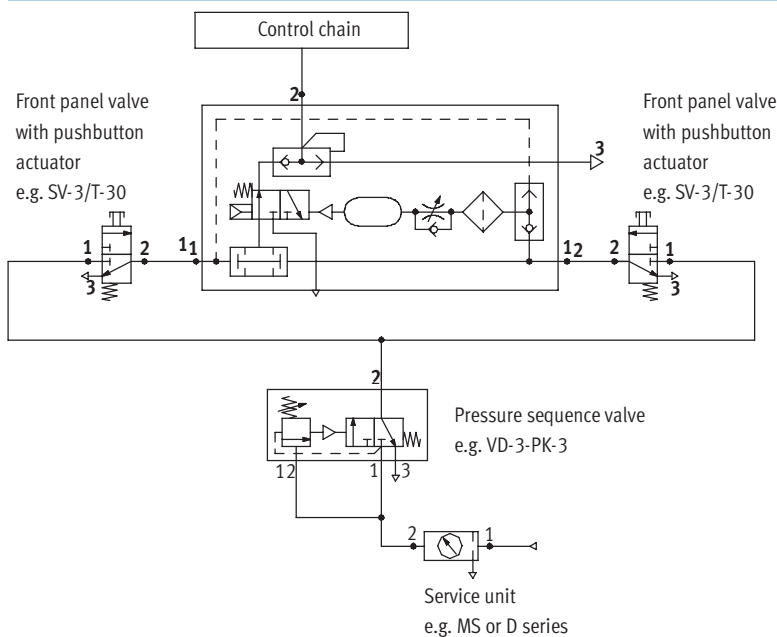 Control chain
2
Front panel valve
with pushbutton
actuator
e.g. SV-3/T-30
Front panel valve
with pushbutton
actuator
e.g. SV-3/T-30
3
1
2
11
3
12
2
1
3
2
Pressure sequence valve
e.g. VD-3-PK-3
12
1
3
2
1
Service unit
e.g. MS or D series